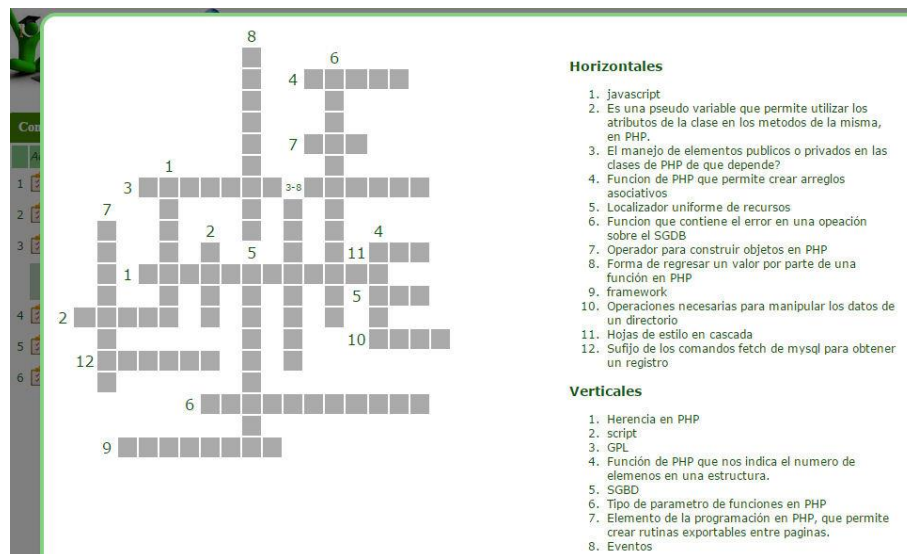 8
6
4
7
1
3
3-8
7
2
4
5
11
1
5
2
10
12
6
9
Con
A
1
2
3
4
5
6
Horizontales
1. javascript
2. Es una pseudo variable que permite utilizar los
atributos de la clase en los metodos de la misma,
en PHP.
3. El manejo de elementos publicos o privados en las
clases de PHP de que depende?
4. Funcion de PHP que permite crear arreglos
asociativos
5. Localizador uniforme de recursos
6. Funcion que contiene el error en una opeación
sobre el SGDB
7. Operador para construir objetos en PHP
8. Forma de regresar un valor por parte de una
función en PHP
9. framework
10. Operaciones necesarias para manipular los datos de
un directorio
11. Hojas de estilo en cascada
12. Sufijo de los comandos fetch de mysql para obtener
un registro
Verticales
1. Herencia en PHP
2. script
3. GPL
4. Función de PHP que nos indica el numero de
elemenos en una estructura.
5. SGBD
6. Tipo de parametro de funciones en PHP
7. Elemento de la programación en PHP, que permite
crear rutinas exportables entre paginas.
8. Eventos